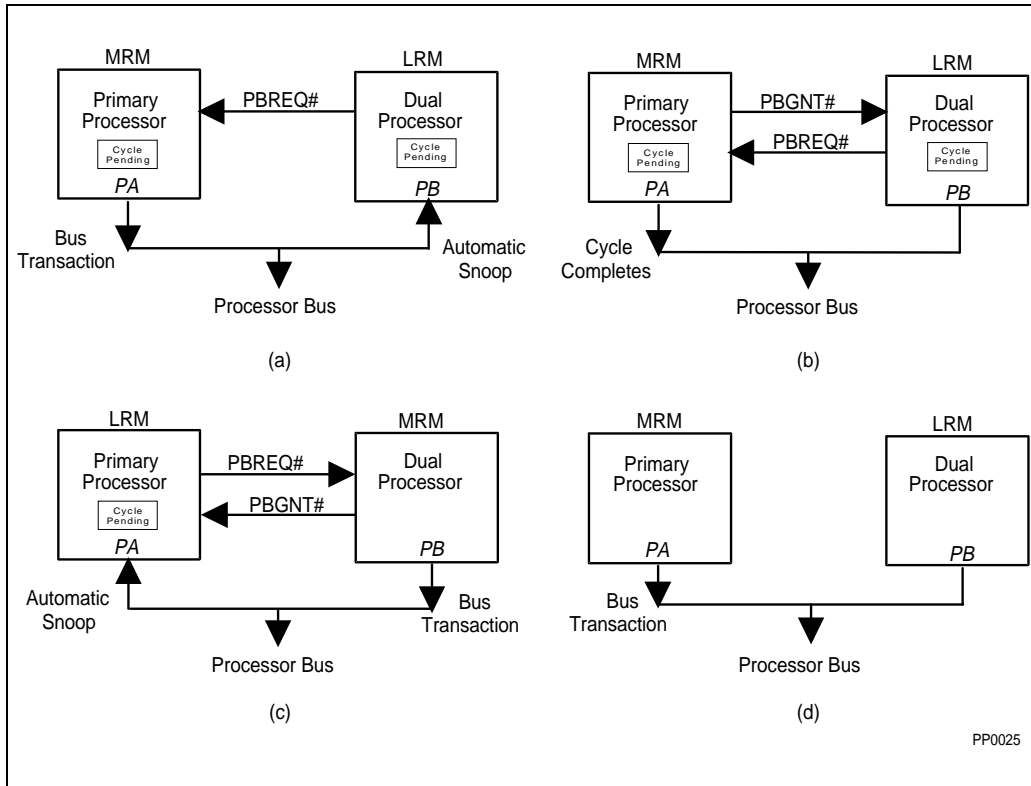 MRM
Primary
Processor
Cycle
Pending
PA
PBREQ#
LRM
Dual
Processor
Cycle
Pending
PB
Bus
Transaction
Automatic
Snoop
Processor Bus
(a)
MRM
Primary
Processor
Cycle
Pending
PA
PBGNT#
PBREQ#
LRM
Dual
Processor
Cycle
Pending
PB
Cycle
Completes
Processor Bus
(b)
LRM
Primary
Processor
Cycle
Pending
PA
PBREQ#
PBGNT#
MRM
Dual
Processor
PB
Automatic
Snoop
Bus
Transaction
Processor Bus
(c)
MRM
Primary
Processor
PA
LRM
Dual
Processor
PB
Bus
Transaction
Processor Bus
(d)
PP0025